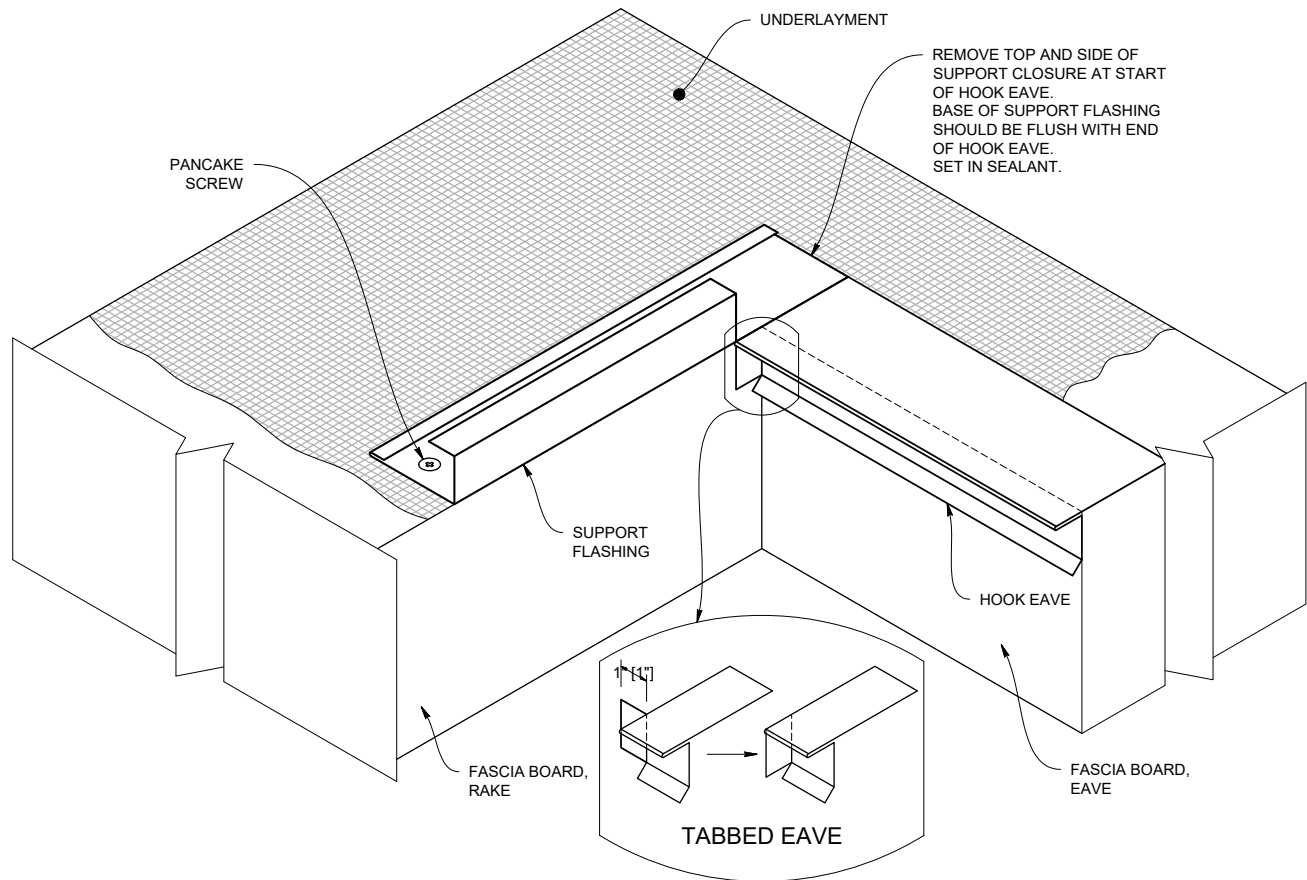 UNDERLAYMENT
REMOVE TOP AND SIDE OF
SUPPORT CLOSURE AT START
OF HOOK EAVE.
BASE OF SUPPORT FLASHING
SHOULD BE FLUSH WITH END
OF HOOK EAVE.
SET IN SEALANT.
PANCAKE
SCREW
SUPPORT
FLASHING
HOOK EAVE
1" [1"]
FASCIA BOARD,
RAKE
FASCIA BOARD,
EAVE
TABBED EAVE